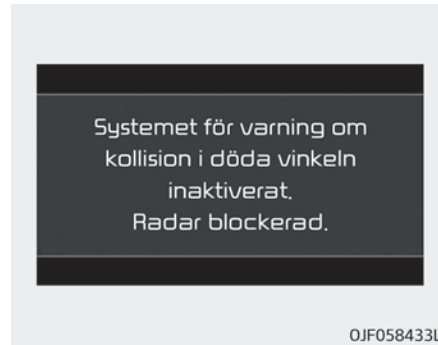 Systemet för varning om
kollision i döda vinkeln
inaktiverat.
Radar blockerad.
OJF058433L